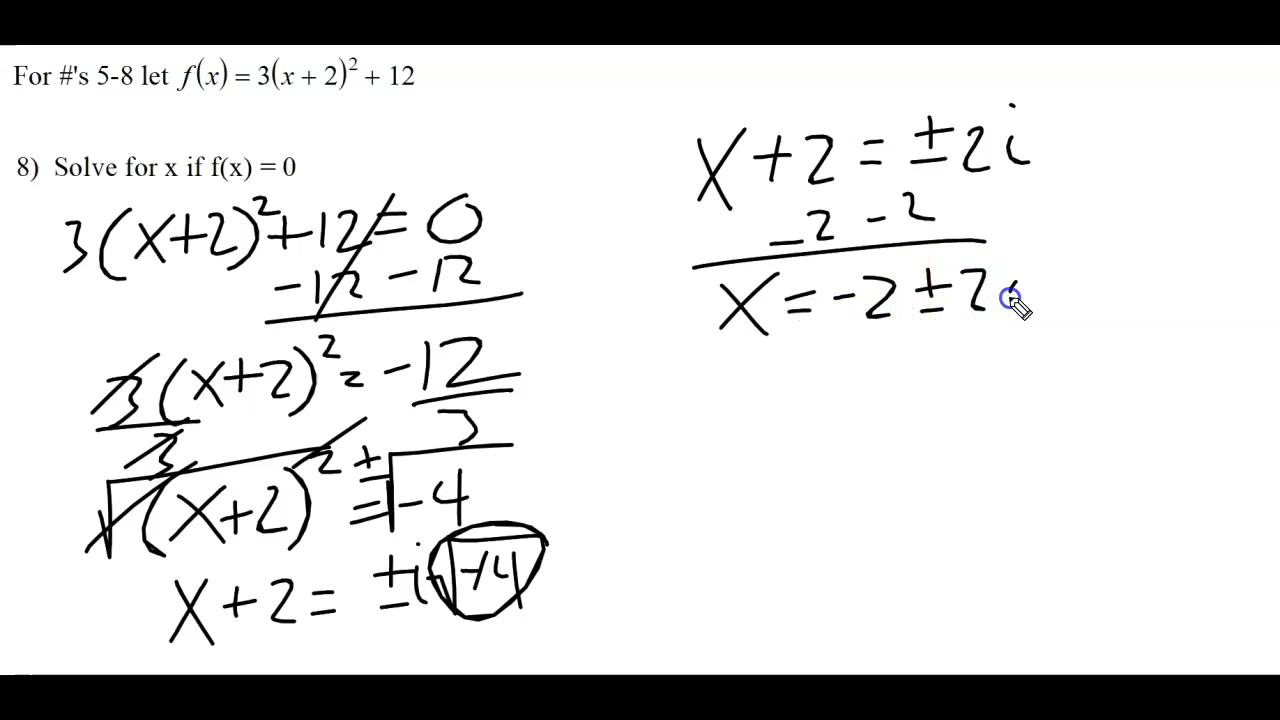 For #'s 5-8 let f(x) = 3(x + 2)² + 12
8) Solve for x if f(x) = 0
3(x+2)²+12=0
-12 -12
3(x+2)²=-12
3 3
√(x+2)² = ±√-4
x+2 = ±i√4
x+2 = ±2i
-2 -2
x = -2 ±2i